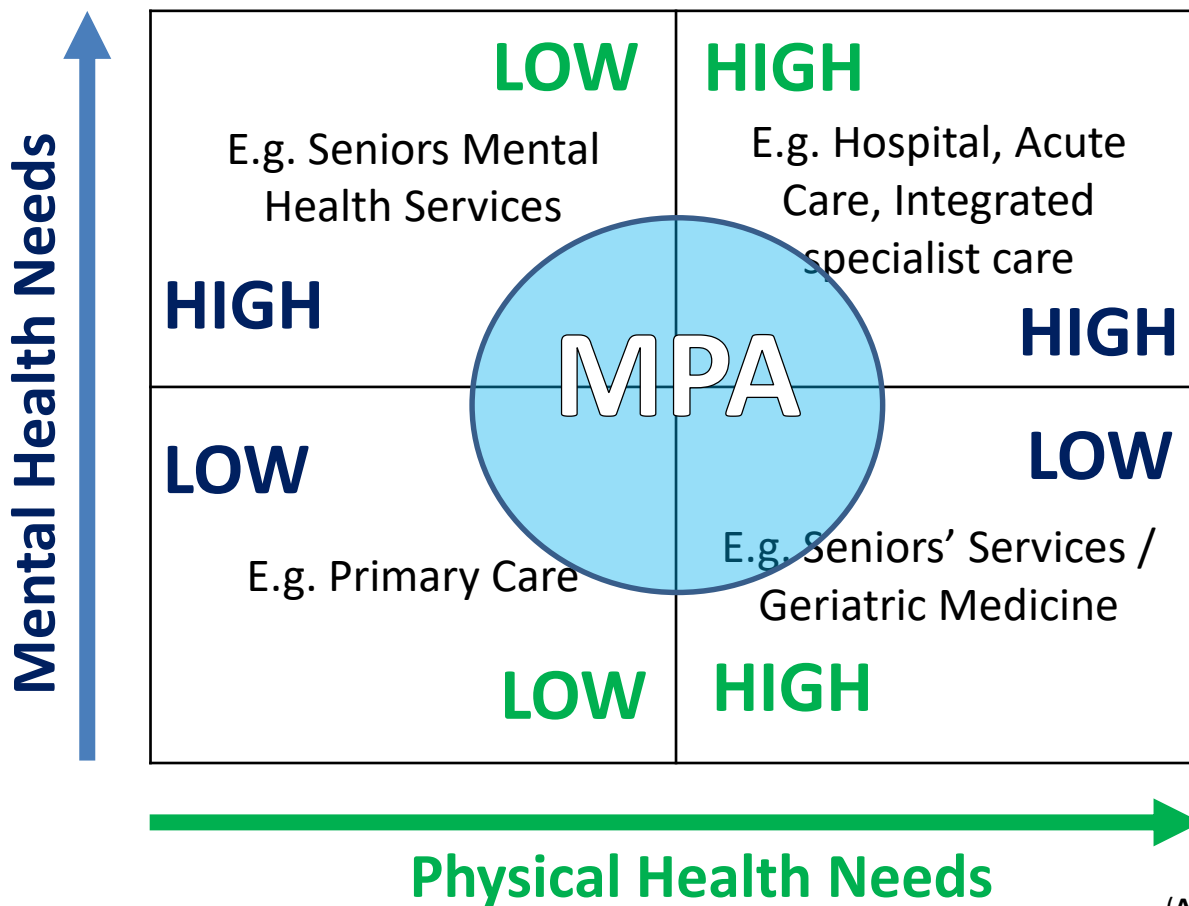 Mental Health Needs
LOW
E.g. Seniors Mental
Health Services
HIGH
HIGH
E.g. Hospital, Acute
Care, Integrated
specialist care
HIGH
MPA
LOW
E.g. Primary Care
LOW
LOW
E.g. Seniors’ Services /
Geriatric Medicine
HIGH
Physical Health Needs